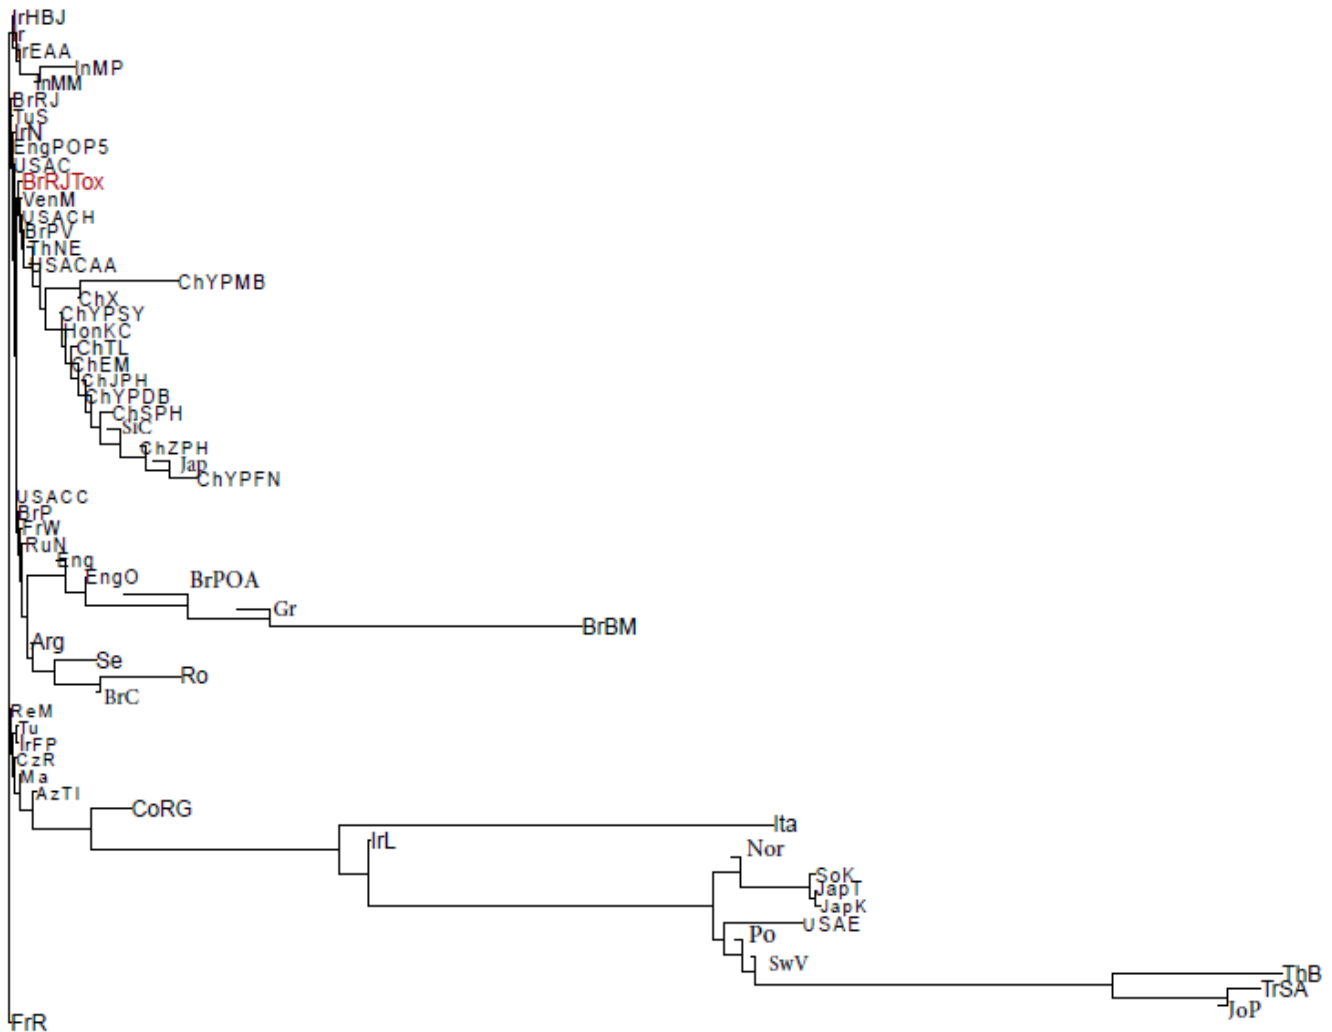 IrHBJ
Ir
IrEAA
InMP
InMM
BrRJ
TuS
IrN
EngPOP5
USAC
BrRJTox
VenM
USACH
BrPV
ThNE
USACAA
ChYPMB
ChX
ChYPSY
HonKC
ChTL
ChEM
ChJPH
ChYPDB
ChSPH
SiC
ChZPH
Jap
ChYPFN
USACC
BrP
FrW
RuN
Eng
EngO
BrPOA
Gr
BrBM
Arg
Se
Ro
BrC
ReM
Tu
IrFP
CzR
Ma
AzTI
CoRG
Ita
IrL
Nor
SoK
JapT
JapK
USAE
Po
SwV
ThB
TrSA
JoP
FrR